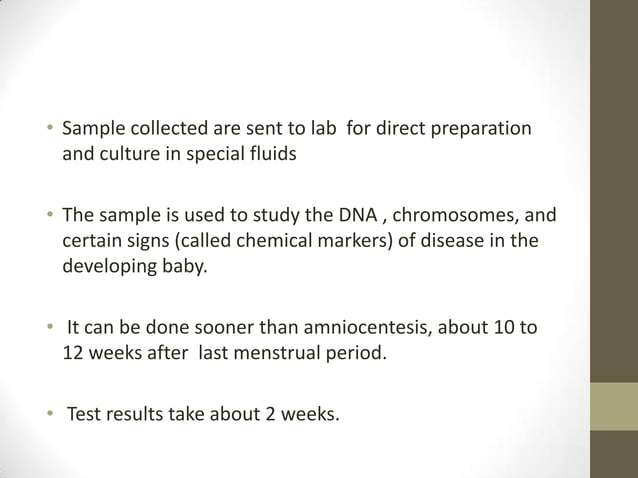 • Sample collected are sent to lab  for direct preparation
and culture in special fluids
• The sample is used to study the DNA , chromosomes, and
certain signs (called chemical markers) of disease in the
developing baby.
•  It can be done sooner than amniocentesis, about 10 to
12 weeks after  last menstrual period.
•  Test results take about 2 weeks.